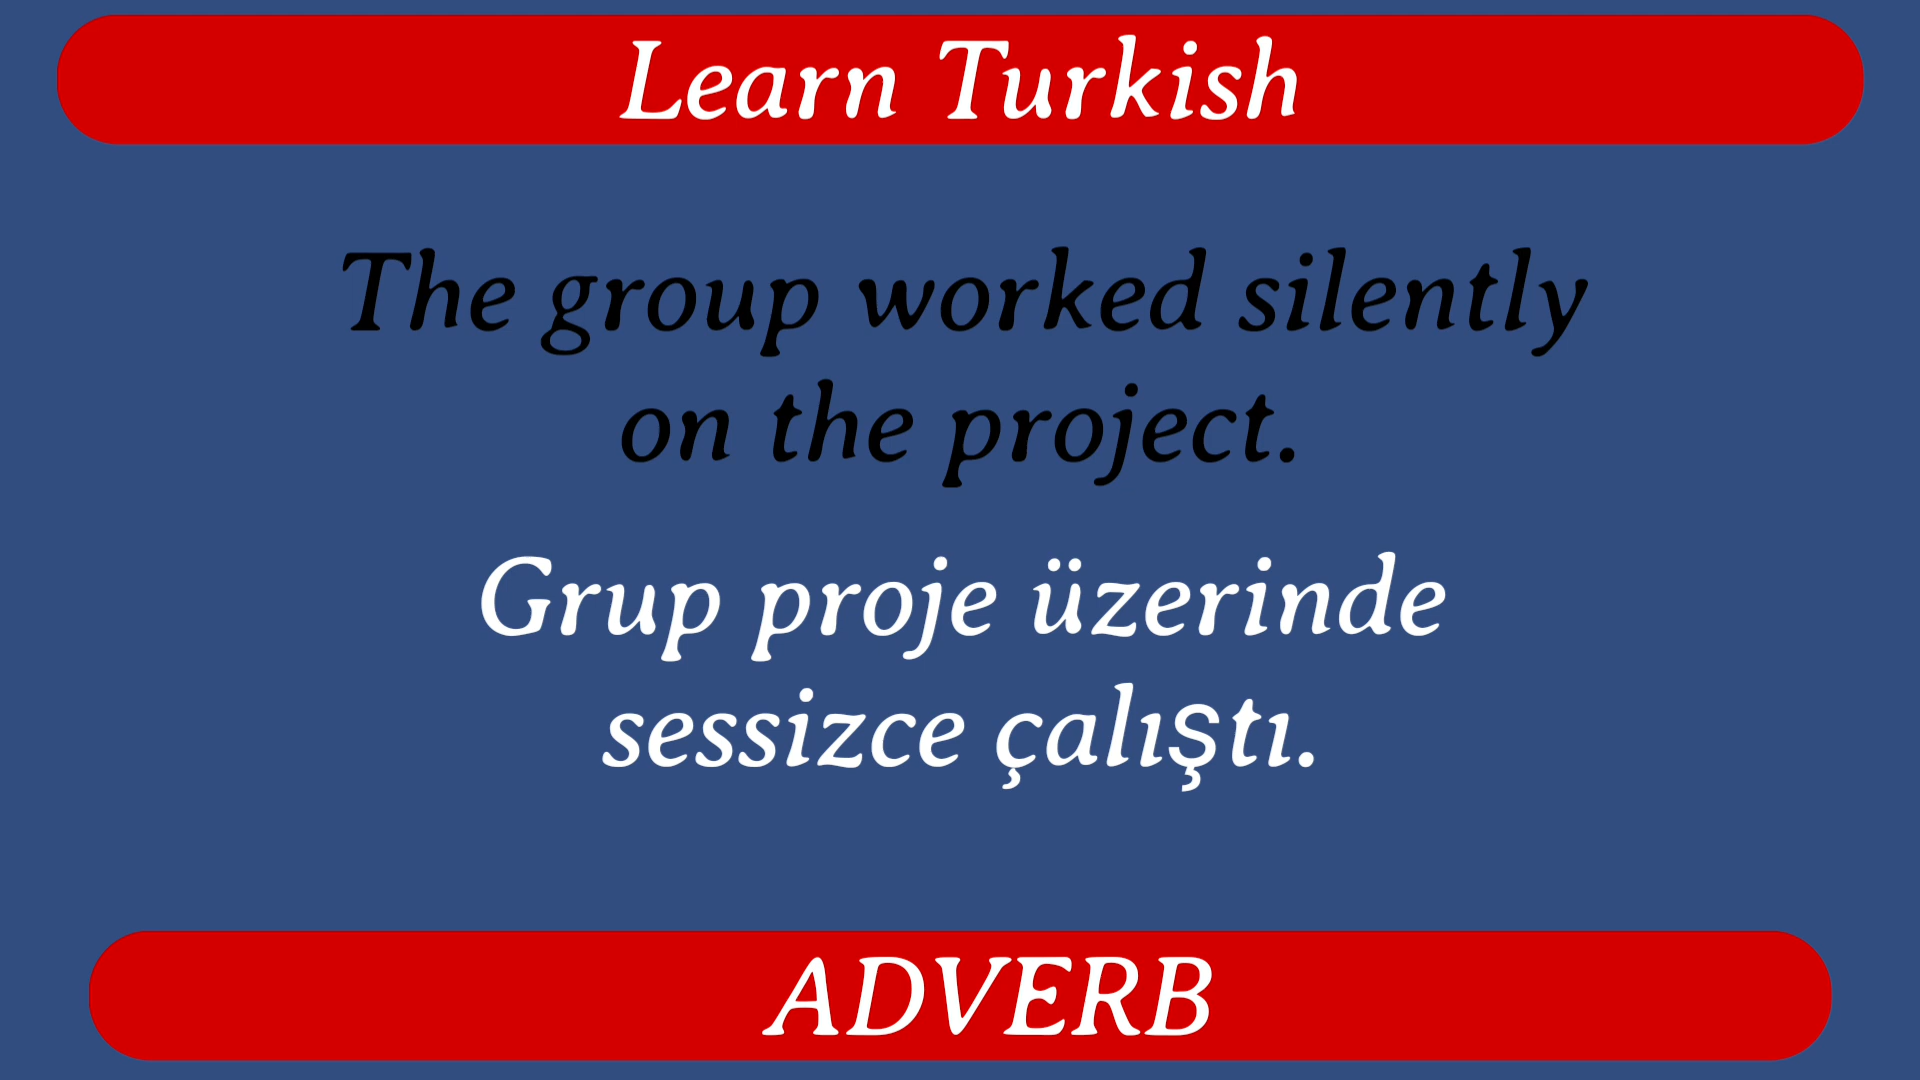 Learn Turkish
The group worked silently
on the project.
Grup proje üzerinde
sessizce çalıştı.
ADVERB